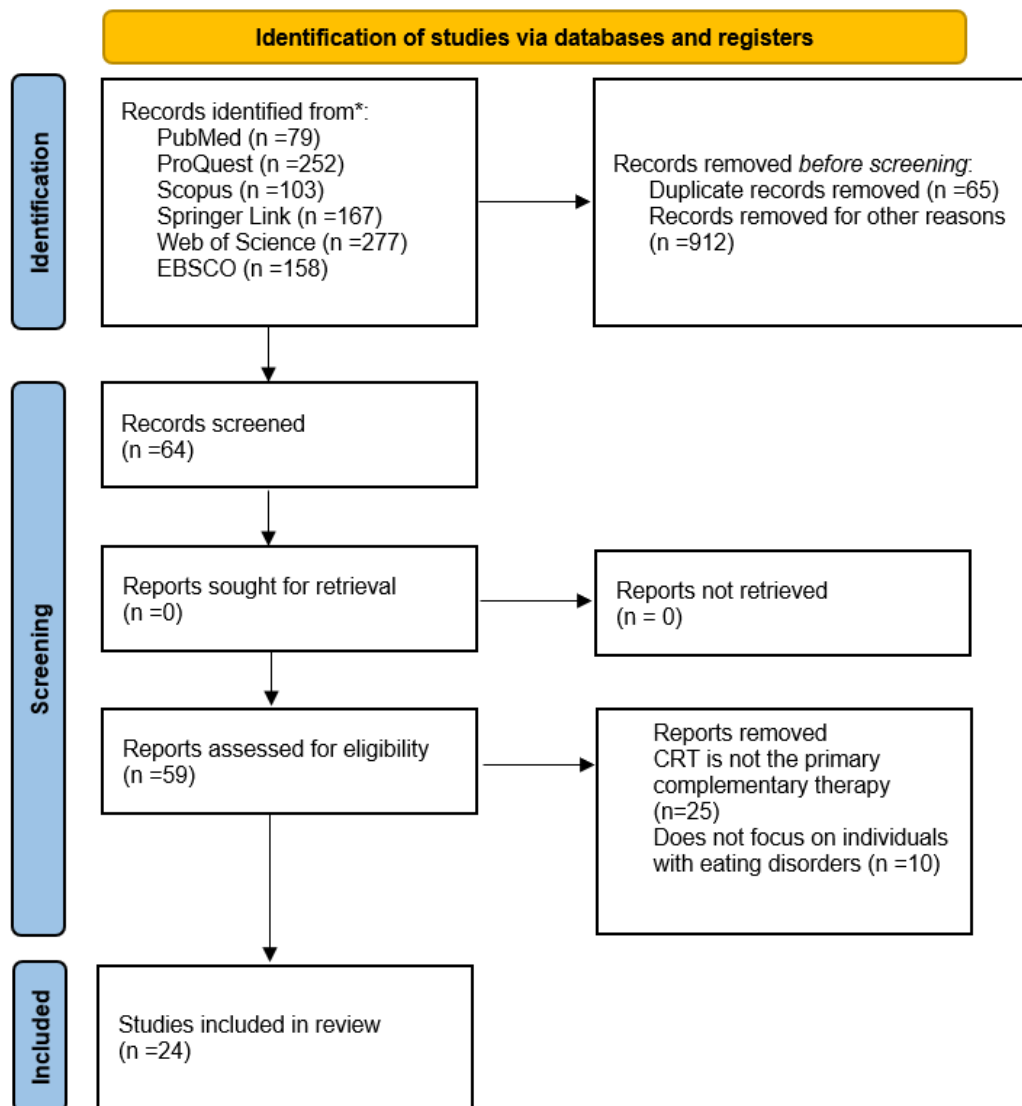 Identification of studies via databases and registers
Identification
Records identified from*:
PubMed (n =79)
ProQuest (n =252)
Scopus (n =103)
Springer Link (n =167)
Web of Science (n =277)
EBSCO (n =158)
Records removed before screening:
Duplicate records removed (n =65)
Records removed for other reasons
(n =912)
Screening
Records screened
(n =64)
Reports sought for retrieval
(n =0)
Reports not retrieved
(n = 0)
Reports assessed for eligibility
(n =59)
Reports removed
CRT is not the primary
complementary therapy
(n=25)
Does not focus on individuals
with eating disorders (n =10)
Included
Studies included in review
(n =24)